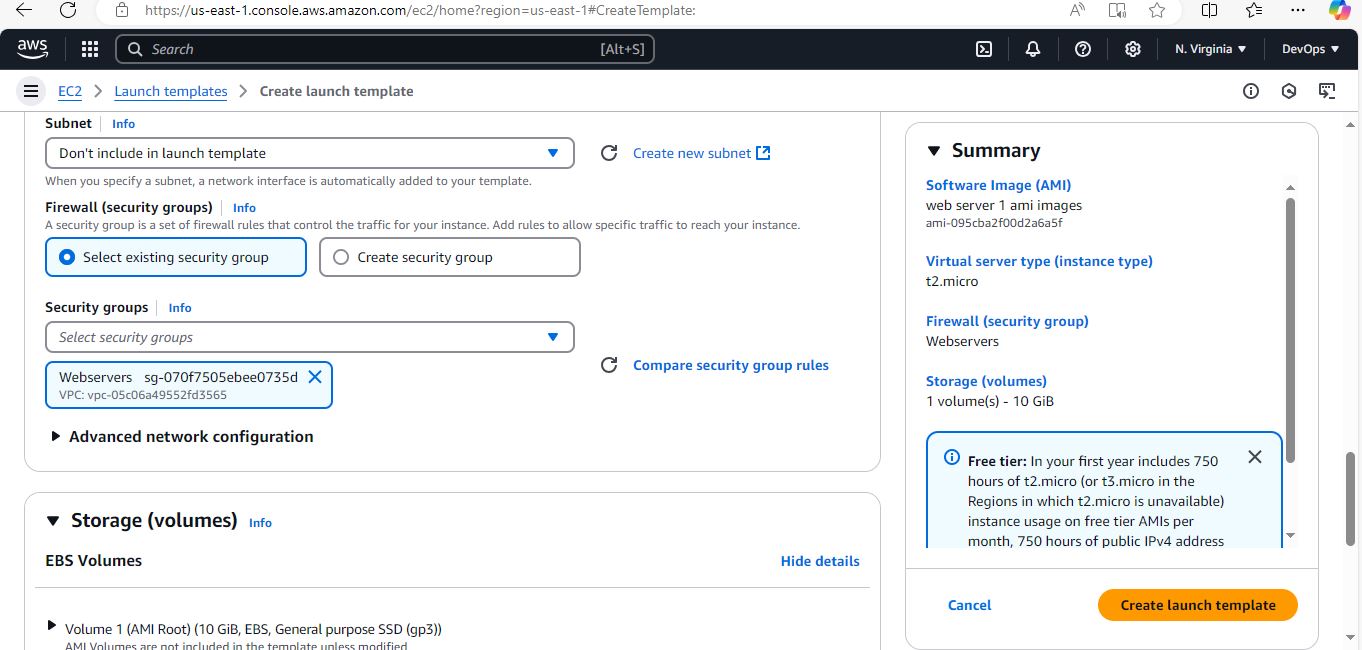 https://us-east-1.console.aws.amazon.com/ec2/home?region=us-east-1#CreateTemplate:
aws
Search
[Alt+S]
N. Virginia
DevOps
EC2
Launch templates
Create launch template
Subnet
Info
Don't include in launch template
Create new subnet
When you specify a subnet, a network interface is automatically added to your template.
Firewall (security groups)
Info
A security group is a set of firewall rules that control the traffic for your instance. Add rules to allow specific traffic to reach your instance.
Select existing security group
Create security group
Security groups
Info
Select security groups
Webservers sg-070f7505ebee0735d
VPC: vpc-05c06a49552fd3565
Compare security group rules
Advanced network configuration
Storage (volumes)
Info
EBS Volumes
Hide details
Volume 1 (AMI Root) (10 GiB, EBS, General purpose SSD (gp3))
AMI Volumes are not included in the template unless modified
Summary
Software Image (AMI)
web server 1 ami images
ami-095cba2f00d2a6a5f
Virtual server type (instance type)
t2.micro
Firewall (security group)
Webservers
Storage (volumes)
1 volume(s) - 10 GiB
Free tier: In your first year includes 750
hours of t2.micro (or t3.micro in the
Regions in which t2.micro is unavailable)
instance usage on free tier AMIs per
month, 750 hours of public IPv4 address
Cancel
Create launch template